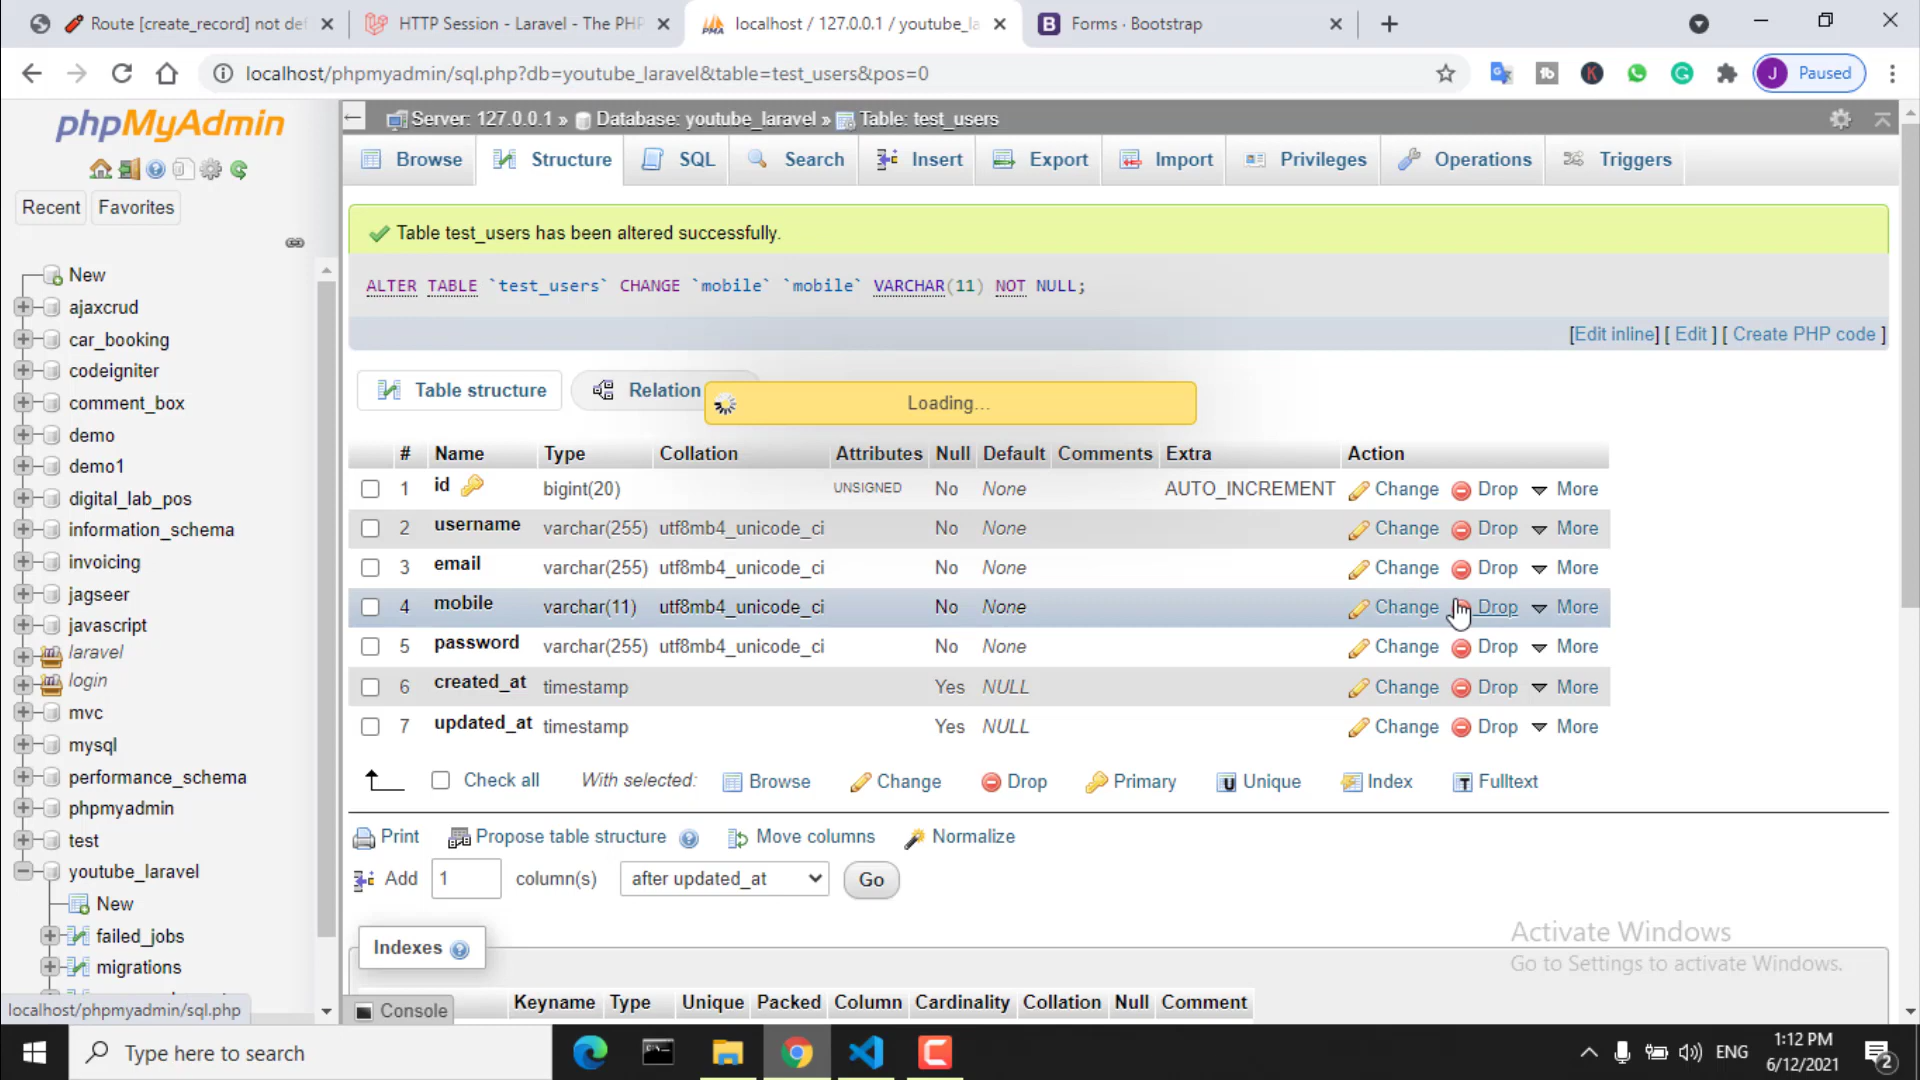 Route [create_record] not def
HTTP Session - Laravel - The PHP
localhost / 127.0.0.1 / youtube_la
Forms · Bootstrap
localhost/phpmyadmin/sql.php?db=youtube_laravel&table=test_users&pos=0
J Paused
phpMyAdmin
Recent Favorites
New
ajaxcrud
car_booking
codeigniter
comment_box
demo
demo1
digital_lab_pos
information_schema
invoicing
jagseer
javascript
laravel
login
mvc
mysql
performance_schema
phpmyadmin
test
youtube_laravel
New
failed_jobs
migrations
localhost/phpmyadmin/sql.php
Server: 127.0.0.1 » Database: youtube_laravel » Table: test_users
Browse Structure SQL Search Insert Export Import Privileges Operations Triggers
Table test_users has been altered successfully.
ALTER TABLE `test_users` CHANGE `mobile` `mobile` VARCHAR(11) NOT NULL;
[Edit inline] [ Edit ] [ Create PHP code ]
Table structure Relation
Loading...
# Name Type Collation Attributes Null Default Comments Extra Action
1 id bigint(20) UNSIGNED No None AUTO_INCREMENT Change Drop More
2 username varchar(255) utf8mb4_unicode_ci No None Change Drop More
3 email varchar(255) utf8mb4_unicode_ci No None Change Drop More
4 mobile varchar(11) utf8mb4_unicode_ci No None Change Drop More
5 password varchar(255) utf8mb4_unicode_ci No None Change Drop More
6 created_at timestamp Yes NULL Change Drop More
7 updated_at timestamp Yes NULL Change Drop More
Check all With selected: Browse Change Drop Primary Unique Index Fulltext
Print Propose table structure Move columns Normalize
Add 1 column(s) after updated_at Go
Indexes
Console
Keyname Type Unique Packed Column Cardinality Collation Null Comment
Activate Windows
Go to Settings to activate Windows.
Type here to search
ENG
1:12 PM
6/12/2021
2